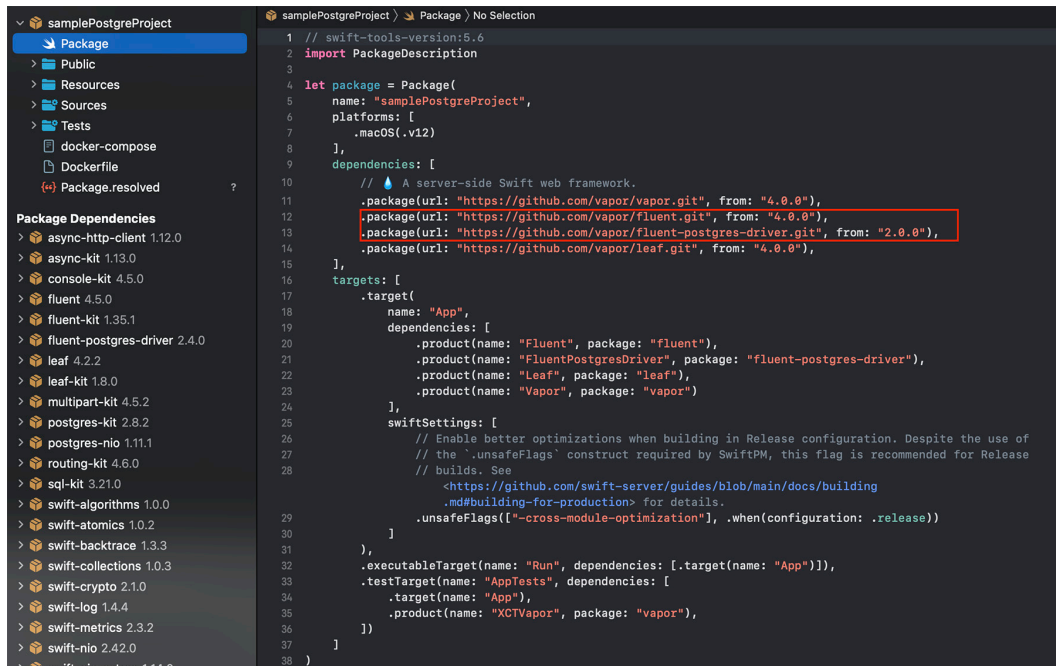 samplePostgreProject
Package
Public
Resources
Sources
Tests
docker-compose
Dockerfile
Package.resolved ?
Package Dependencies
async-http-client 1.12.0
async-kit 1.13.0
console-kit 4.5.0
fluent 4.5.0
fluent-kit 1.35.1
fluent-postgres-driver 2.4.0
leaf 4.2.2
leaf-kit 1.8.0
multipart-kit 4.5.2
postgres-kit 2.8.2
postgres-nio 1.11.1
routing-kit 4.6.0
sql-kit 3.21.0
swift-algorithms 1.0.0
swift-atomics 1.0.2
swift-backtrace 1.3.3
swift-collections 1.0.3
swift-crypto 2.1.0
swift-log 1.4.4
swift-metrics 2.3.2
swift-nio 2.42.0
samplePostgreProject 〉 Package 〉 No Selection
1 // swift-tools-version:5.6
2 import PackageDescription
3
4 let package = Package(
5 name: "samplePostgreProject",
6 platforms: [
7 .macOS(.v12)
8 ],
9 dependencies: [
10 // 💧 A server-side Swift web framework.
11 .package(url: "https://github.com/vapor/vapor.git", from: "4.0.0"),
12 .package(url: "https://github.com/vapor/fluent.git", from: "4.0.0"),
13 .package(url: "https://github.com/vapor/fluent-postgres-driver.git", from: "2.0.0"),
14 .package(url: "https://github.com/vapor/leaf.git", from: "4.0.0"),
15 ],
16 targets: [
17 .target(
18 name: "App",
19 dependencies: [
20 .product(name: "Fluent", package: "fluent"),
21 .product(name: "FluentPostgresDriver", package: "fluent-postgres-driver"),
22 .product(name: "Leaf", package: "leaf"),
23 .product(name: "Vapor", package: "vapor")
24 ],
25 swiftSettings: [
26 // Enable better optimizations when building in Release configuration. Despite the use of
27 // the `.unsafeFlags` construct required by SwiftPM, this flag is recommended for Release
28 // builds. See
<https://github.com/swift-server/guides/blob/main/docs/building
.md#building-for-production> for details.
29 .unsafeFlags(["-cross-module-optimization"], .when(configuration: .release))
30 ]
31 ),
32 .executableTarget(name: "Run", dependencies: [.target(name: "App")]),
33 .testTarget(name: "AppTests", dependencies: [
34 .target(name: "App"),
35 .product(name: "XCTVapor", package: "vapor"),
36 ])
37 ]
38 )